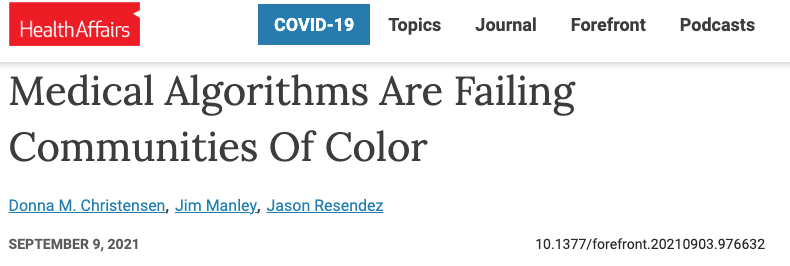 HealthAffairs
COVID-19 Topics Journal Forefront Podcasts
Medical Algorithms Are Failing
Communities Of Color
Donna M. Christensen, Jim Manley, Jason Resendez
SEPTEMBER 9, 2021
10.1377/forefront.20210903.976632